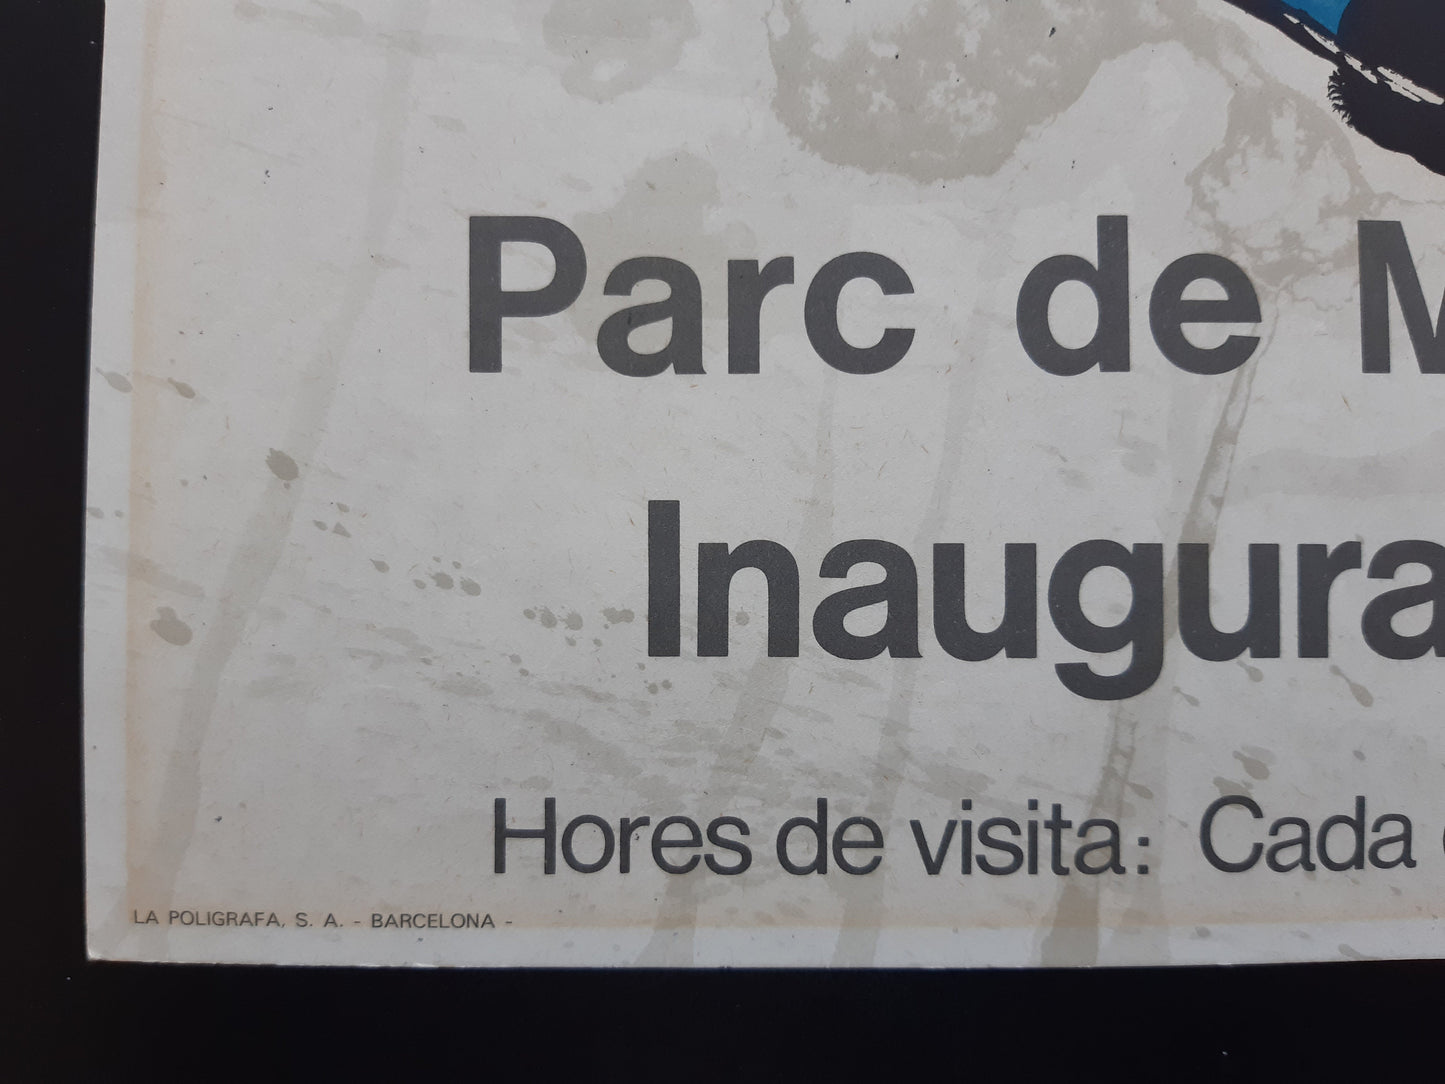 Parc de M
Inaugura
Hores de visita: Cada
LA POLIGRAFA, S. A. - BARCELONA -